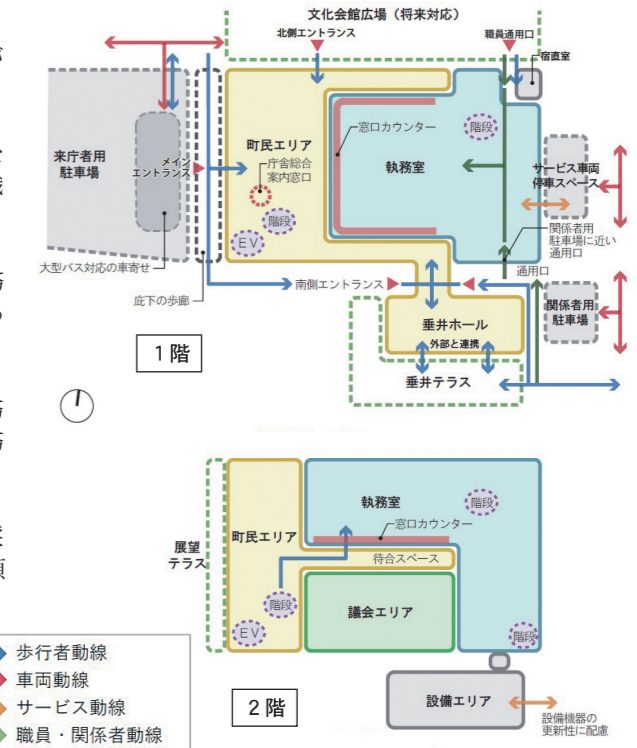 文化会館広場（将来対応）
北側エントランス
職員通用口
宿直室
来庁者用
駐車場
メイン
エントランス
町民エリア
庁舎総合
案内窓口
階段
EV
窓口カウンター
執務室
階段
サービス車両
停車スペース
関係者用
駐車場に近い
通用口
通用口
大型バス対応の車寄せ
庇下の歩廊
南側エントランス
垂井ホール
外部と連携
垂井テラス
関係者用
駐車場
1階
展望
テラス
町民エリア
執務室
階段
窓口カウンター
待合スペース
議会エリア
階段
EV
階段
設備エリア
設備機器の
更新性に配慮
2階
歩行者動線
車両動線
サービス動線
職員・関係者動線